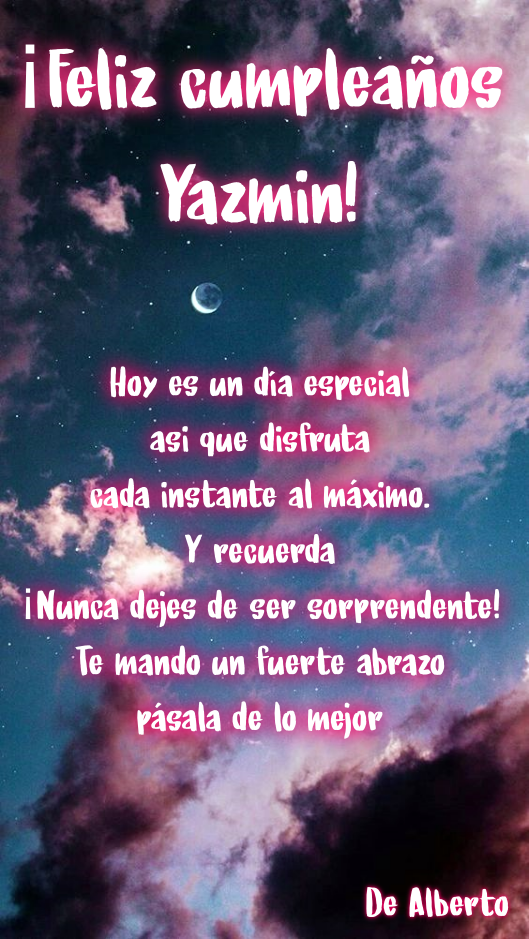 ¡Feliz cumpleaños
Yazmin!
Hoy es un día especial
asi que disfruta
cada instante al máximo.
Y recuerda
¡Nunca dejes de ser sorprendente!
Te mando un fuerte abrazo
pásala de lo mejor
De Alberto